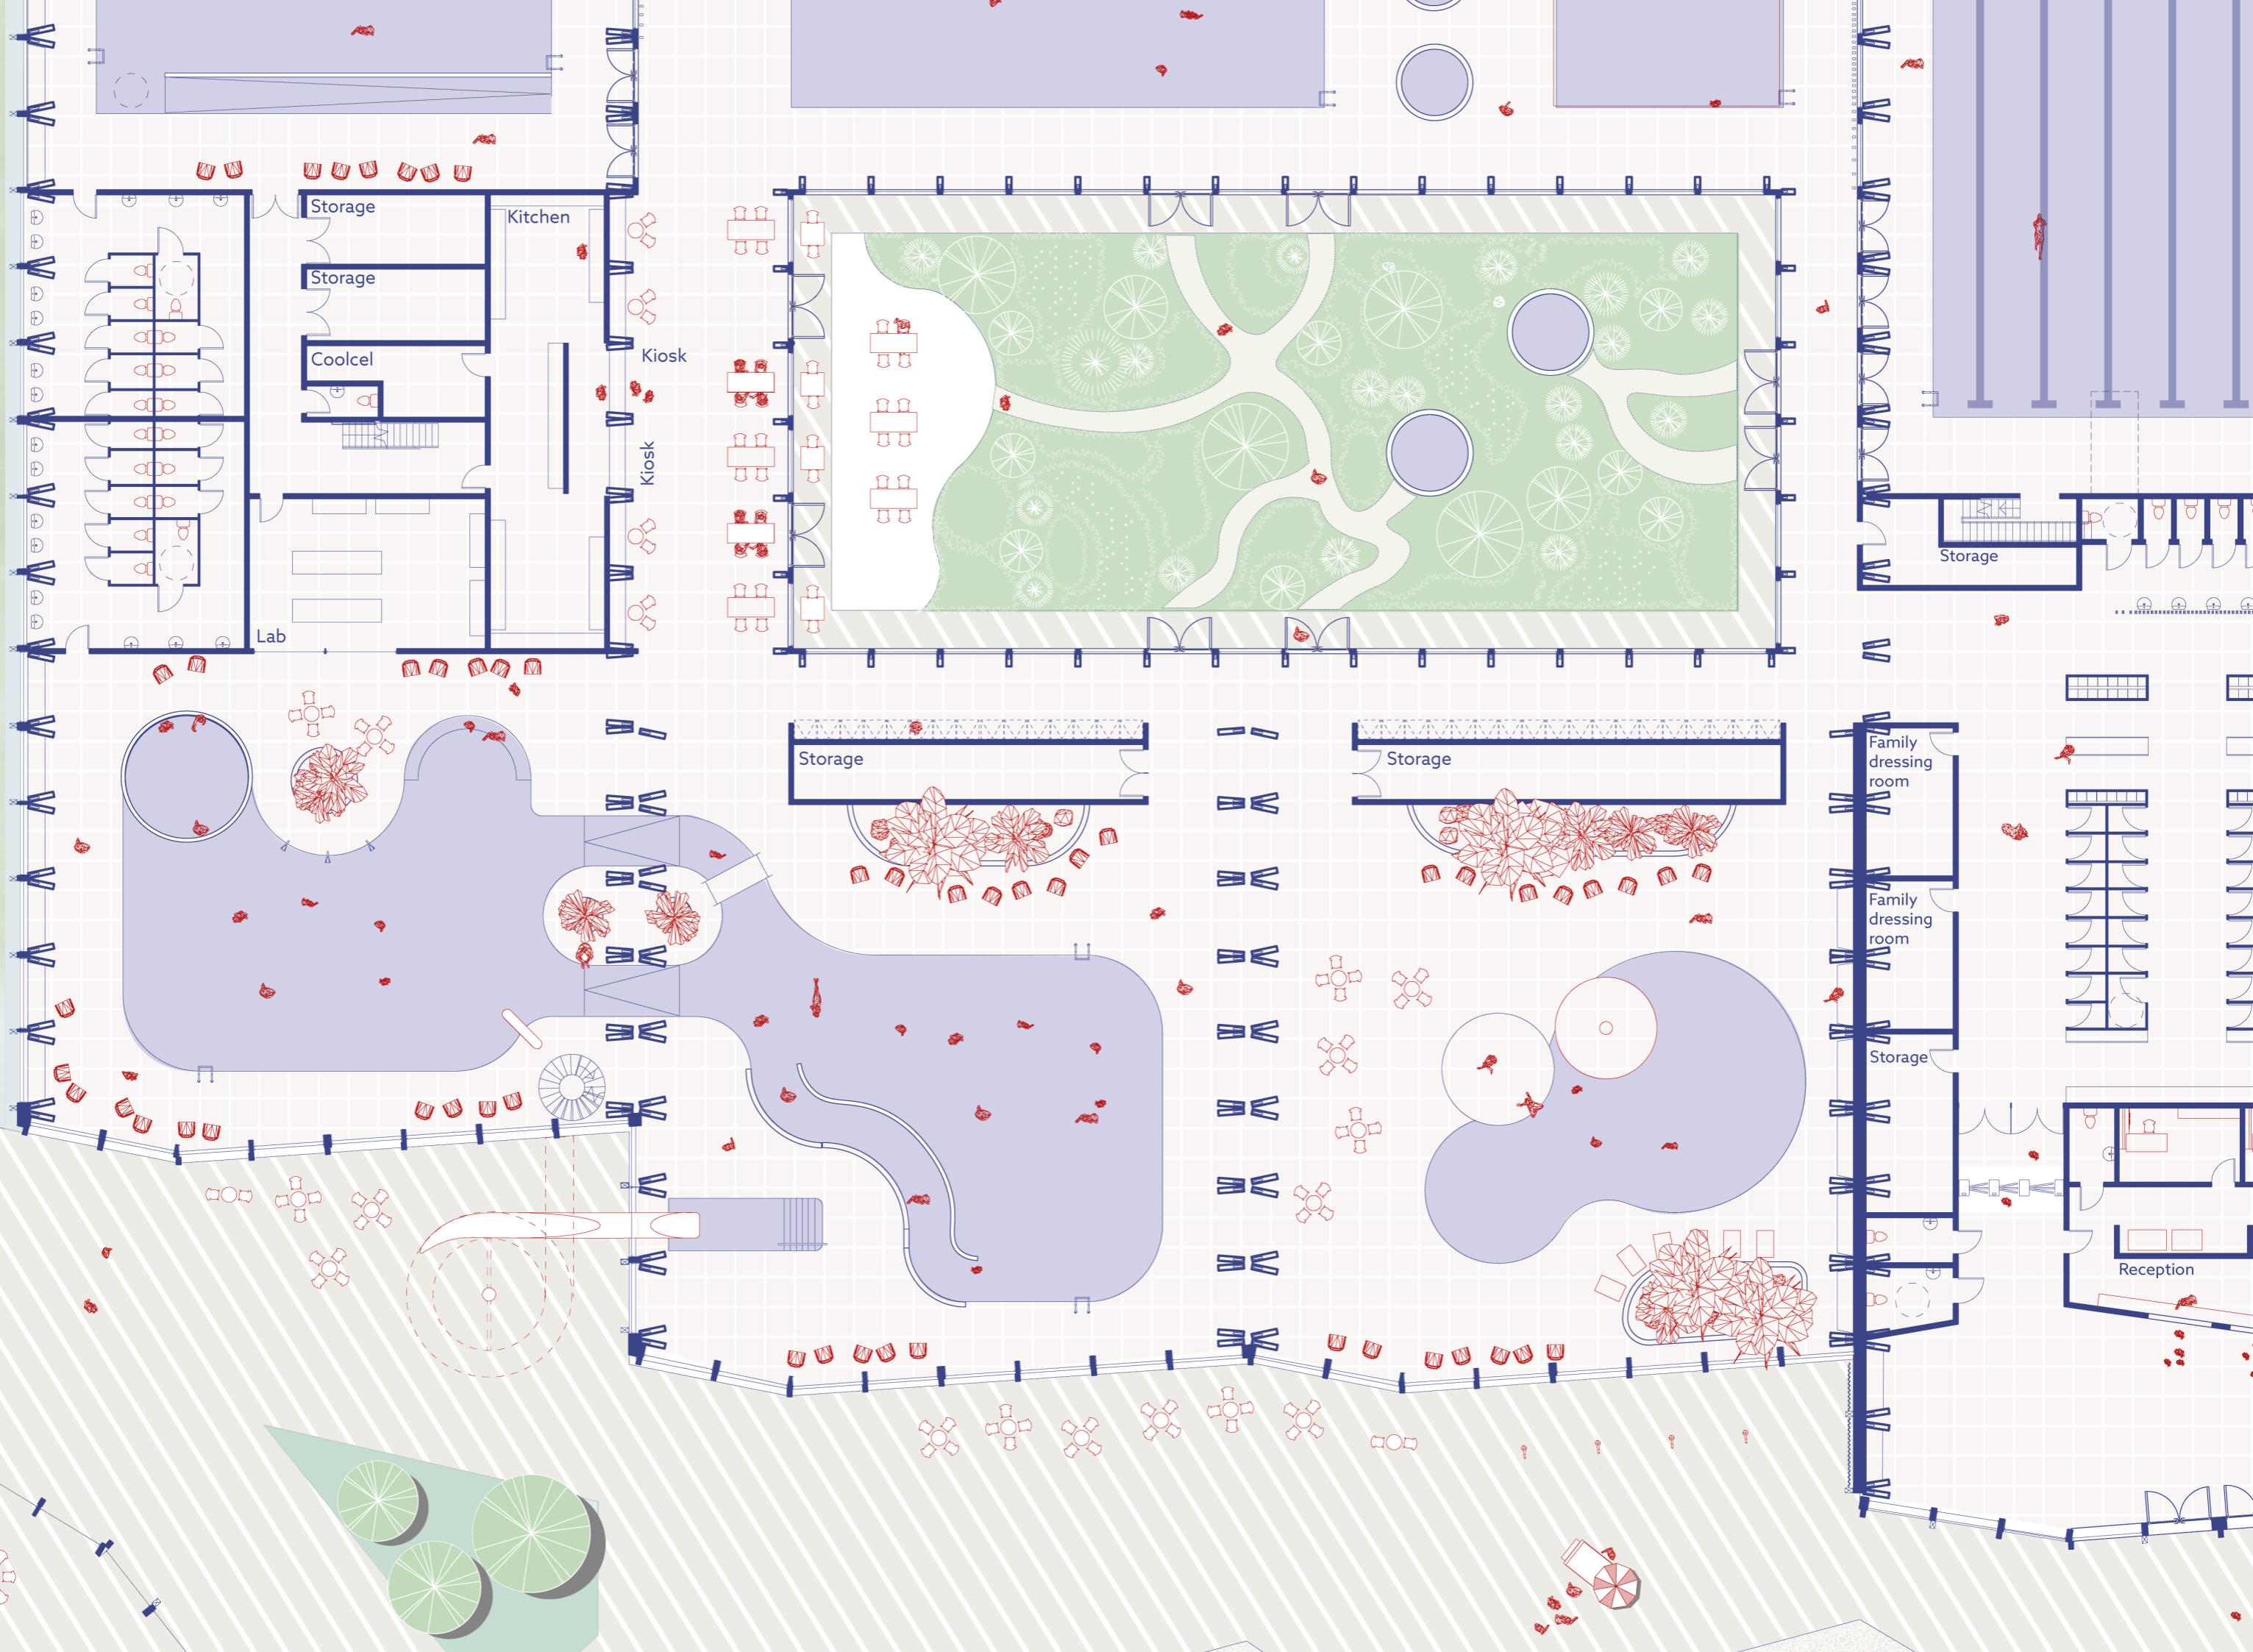 Storage
Kitchen
Storage
Coolcel
Kiosk
Kiosk
Storage
Lab
Storage
Storage
Family
dressing
room
Family
dressing
room
Storage
Reception